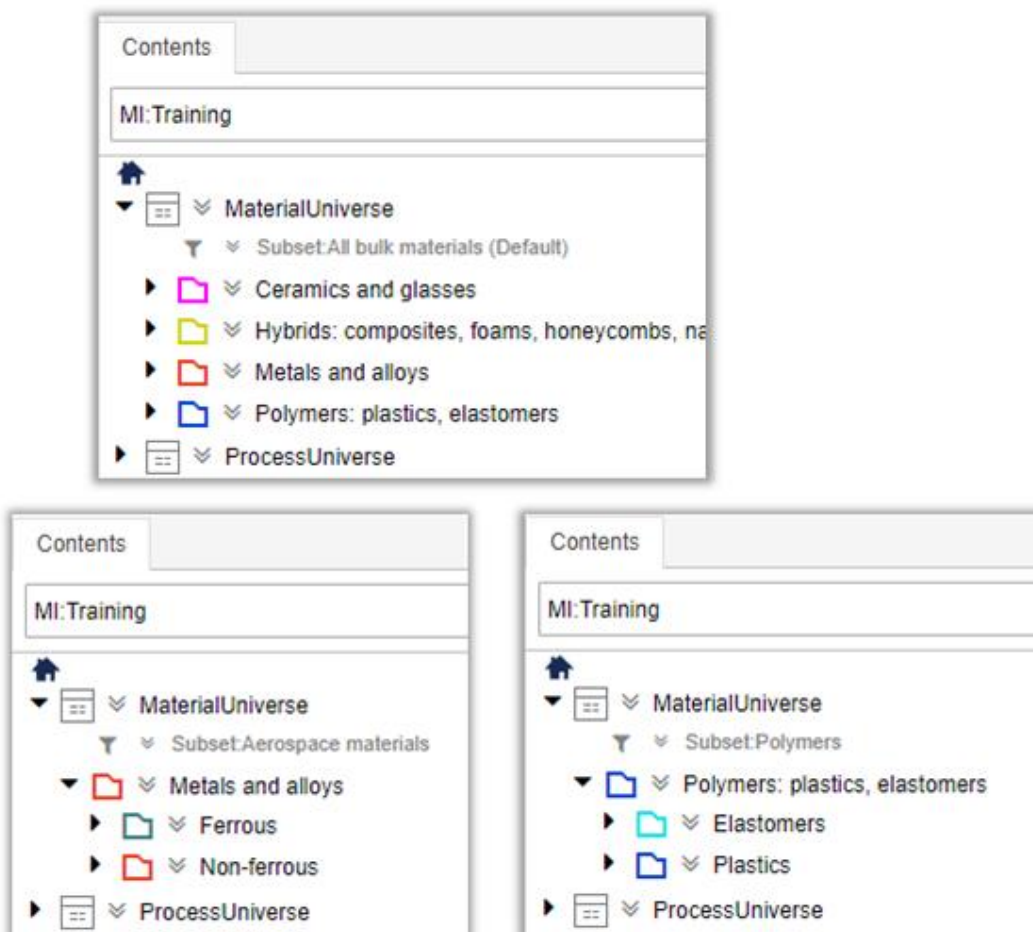 Contents
MI:Training
MaterialUniverse
Subset:All bulk materials (Default)
Ceramics and glasses
Hybrids: composites, foams, honeycombs, na
Metals and alloys
Polymers: plastics, elastomers
ProcessUniverse
Contents
MI:Training
MaterialUniverse
Subset:Aerospace materials
Metals and alloys
Ferrous
Non-ferrous
ProcessUniverse
Contents
MI:Training
MaterialUniverse
Subset:Polymers
Polymers: plastics, elastomers
Elastomers
Plastics
ProcessUniverse